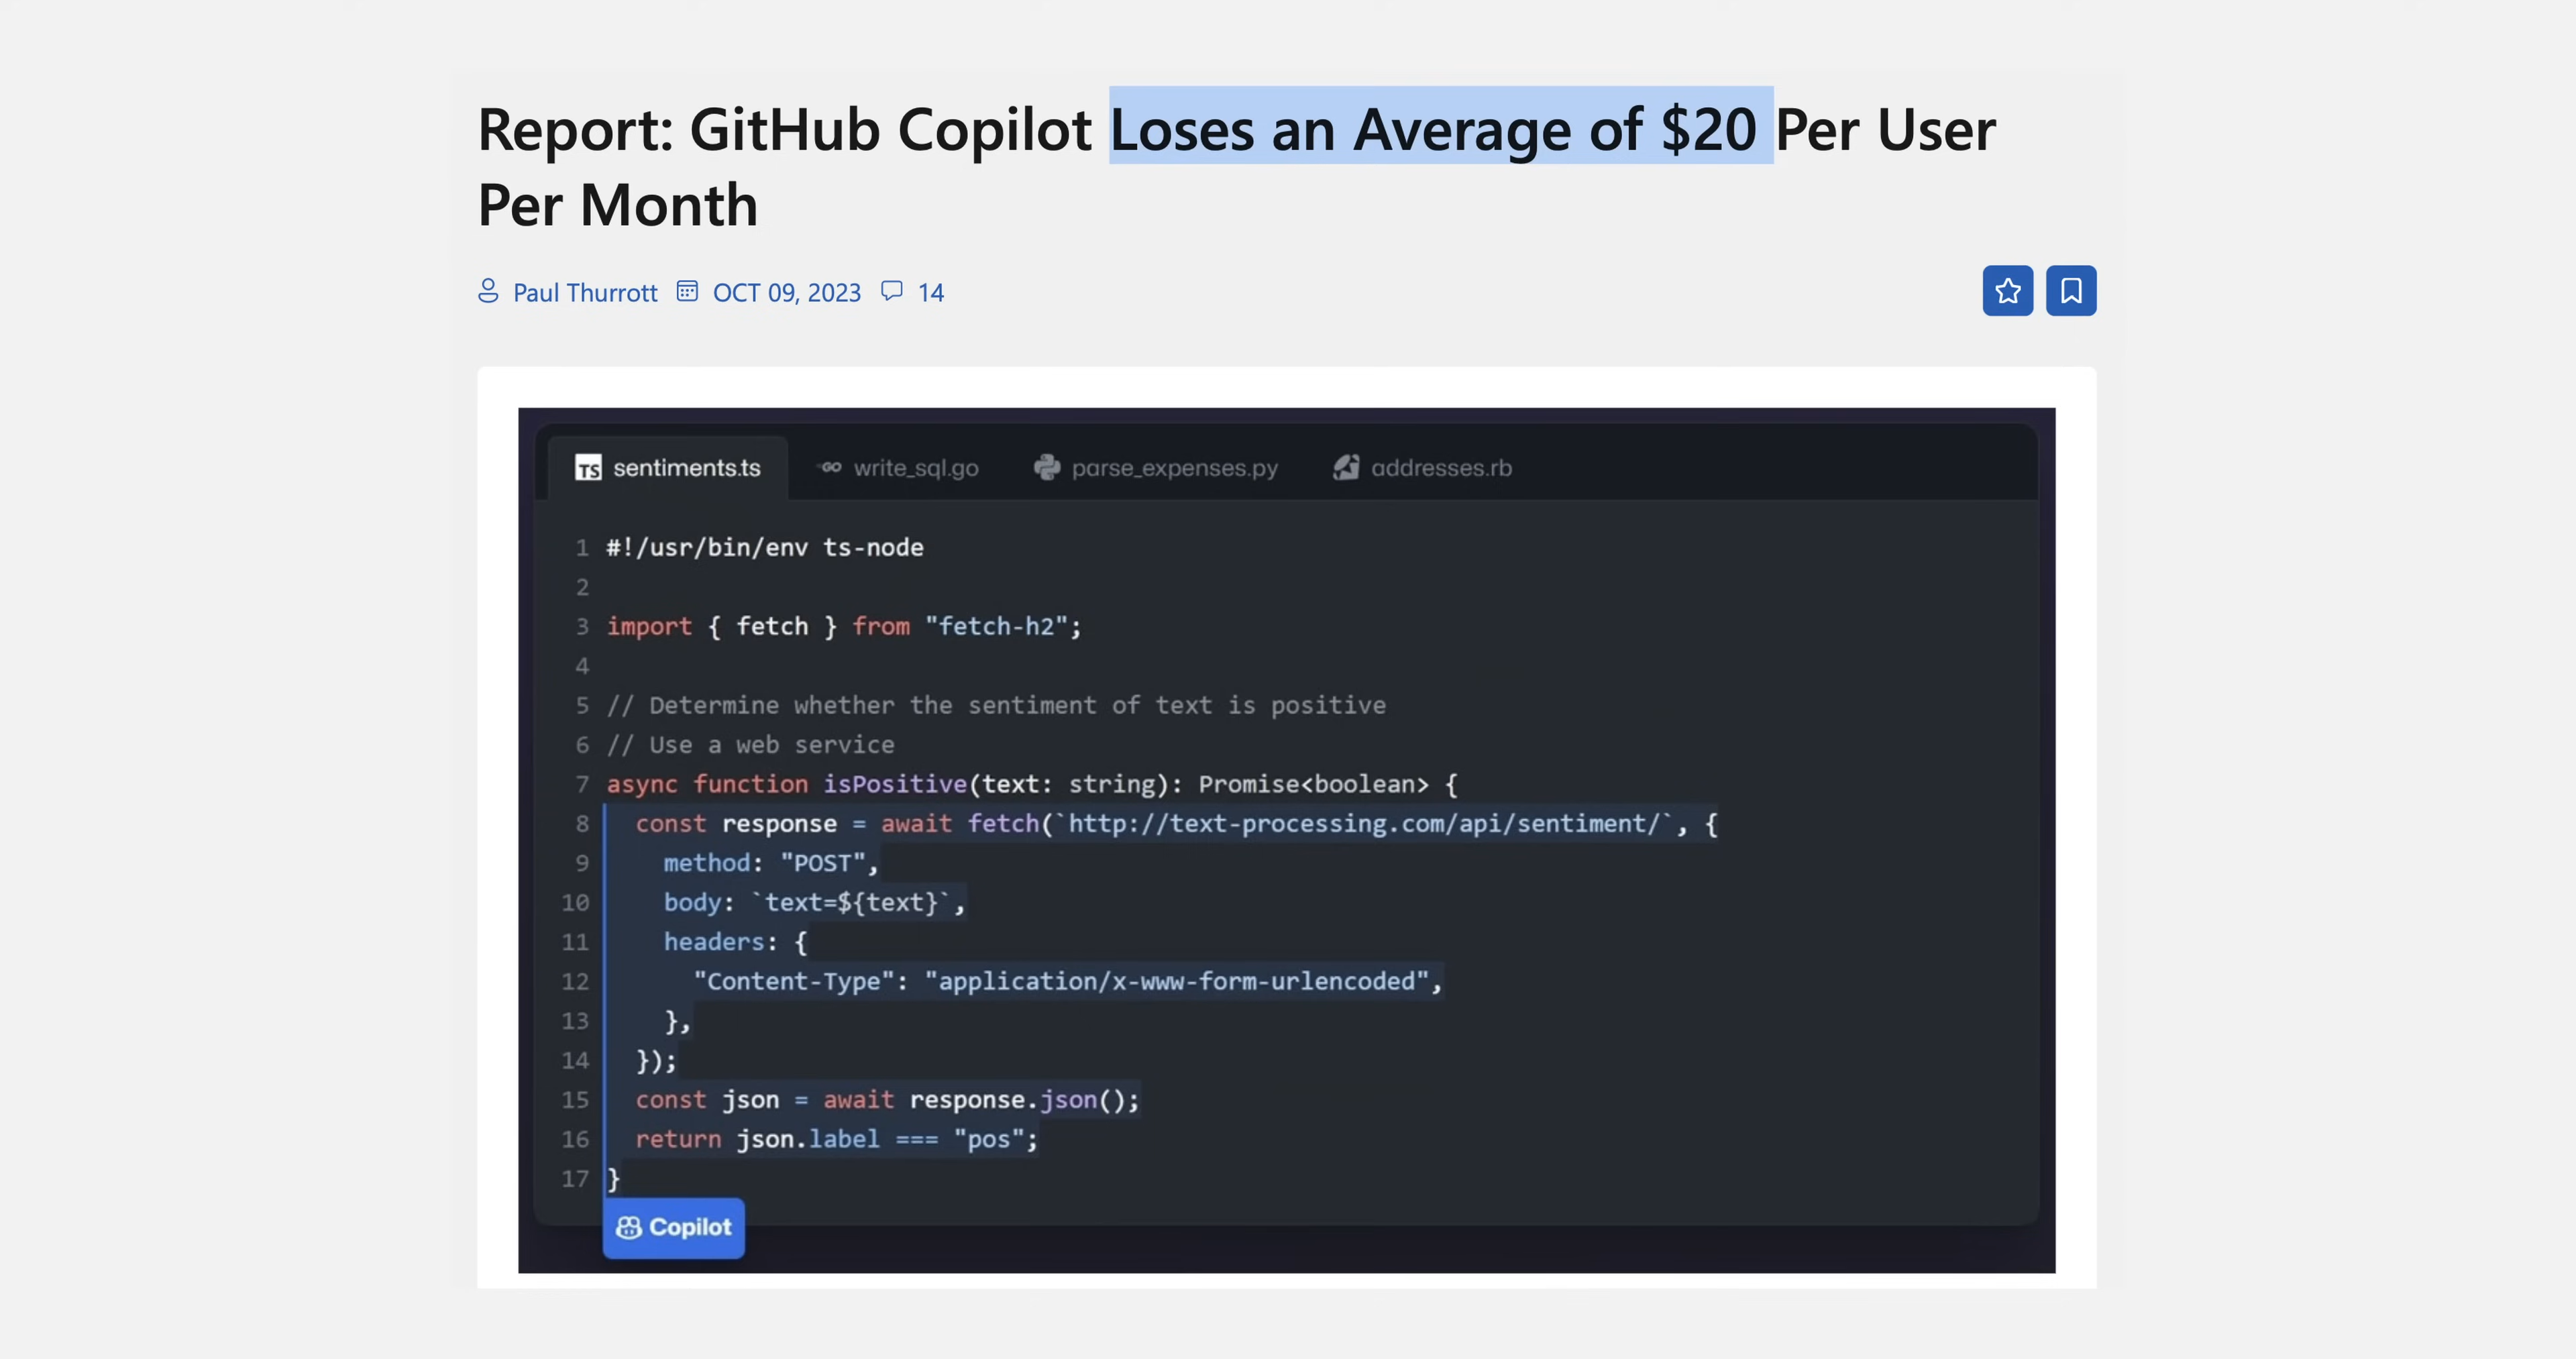 Report: GitHub Copilot Loses an Average of $20 Per User
Per Month
Paul Thurrott OCT 09, 2023 14
TS sentiments.ts GO write_sql.go parse_expenses.py addresses.rb
1 #!/usr/bin/env ts-node
2
3 import { fetch } from "fetch-h2";
4
5 // Determine whether the sentiment of text is positive
6 // Use a web service
7 async function isPositive(text: string): Promise<boolean> {
8 const response = await fetch(`http://text-processing.com/api/sentiment/`, {
9 method: "POST",
10 body: `text=${text}`,
11 headers: {
12 "Content-Type": "application/x-www-form-urlencoded",
13 },
14 });
15 const json = await response.json();
16 return json.label === "pos";
17 }
Copilot